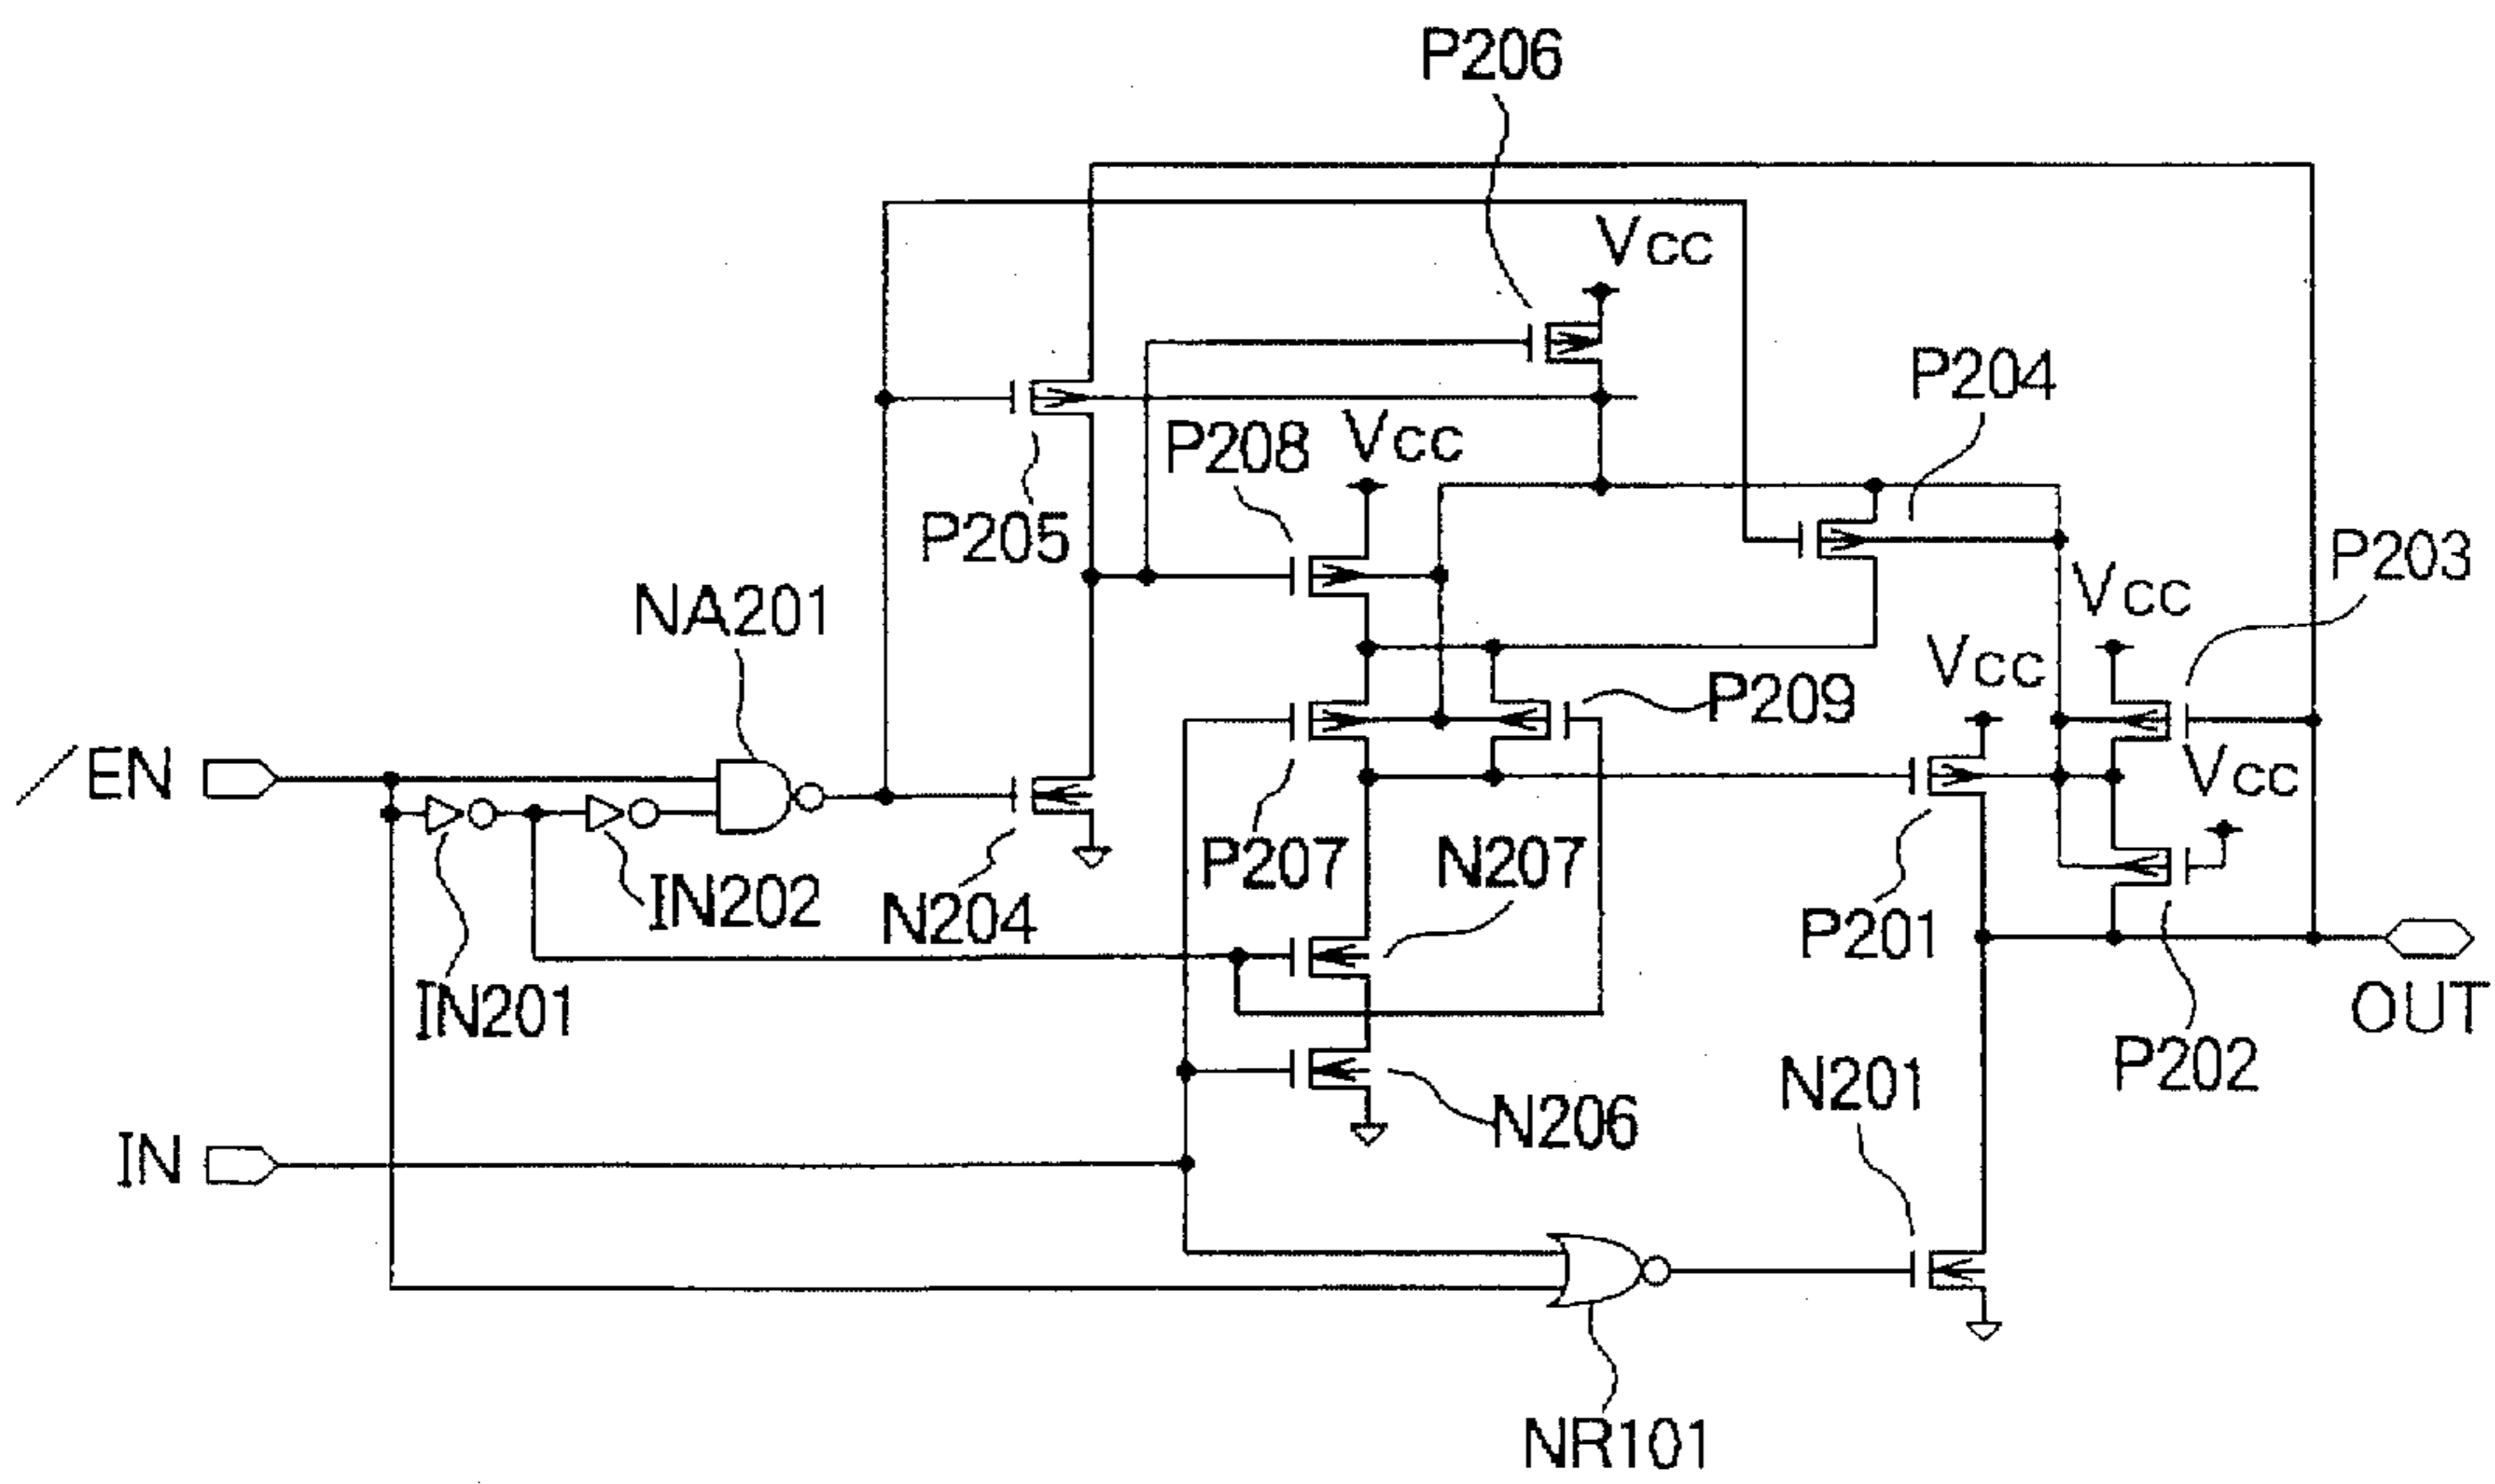 P206
Vcc
P204
P208
Vcc
P205
P203
Vcc
NA201
Vcc
P209
/EN
Vcc
P207
N207
IN202
N204
P201
IN201
OUT
P202
N201
N206
IN
NR101